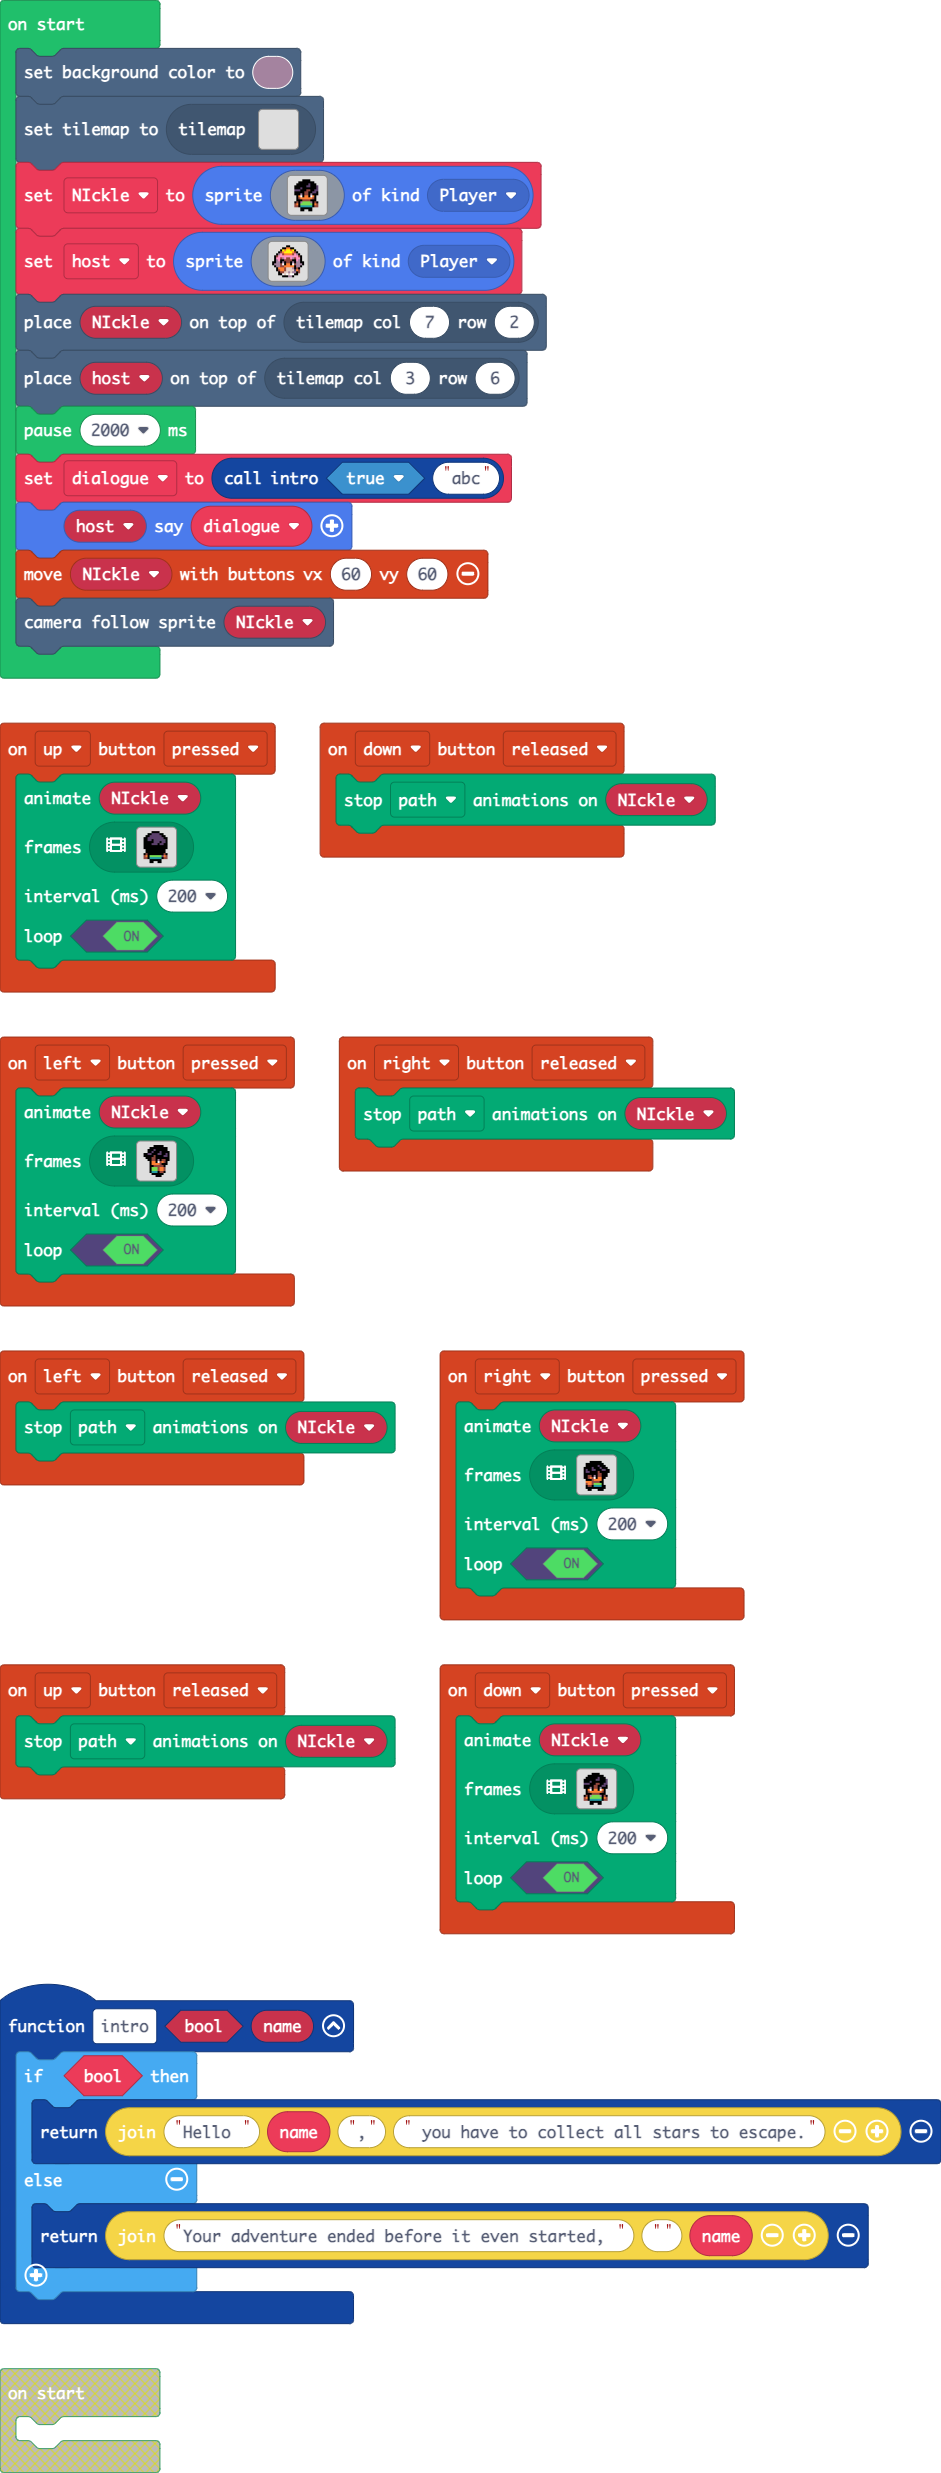 on start
set background color to
set tilemap to tilemap
set NIckle to sprite of kind Player
set host to sprite of kind Player
place NIckle on top of tilemap col 7 row 2
place host on top of tilemap col 3 row 6
pause 2000 ms
set dialogue to call intro true "abc"
host say dialogue
move NIckle with buttons vx 60 vy 60
camera follow sprite NIckle
on up button pressed
animate NIckle
frames
interval (ms) 200
loop ON
on down button released
stop path animations on NIckle
on left button pressed
animate NIckle
frames
interval (ms) 200
loop ON
on right button released
stop path animations on NIckle
on left button released
stop path animations on NIckle
on right button pressed
animate NIckle
frames
interval (ms) 200
loop ON
on up button released
stop path animations on NIckle
on down button pressed
animate NIckle
frames
interval (ms) 200
loop ON
function intro bool name
if bool then
return join "Hello " name "," " you have to collect all stars to escape."
else
return join "Your adventure ended before it even started, " " " name
on start